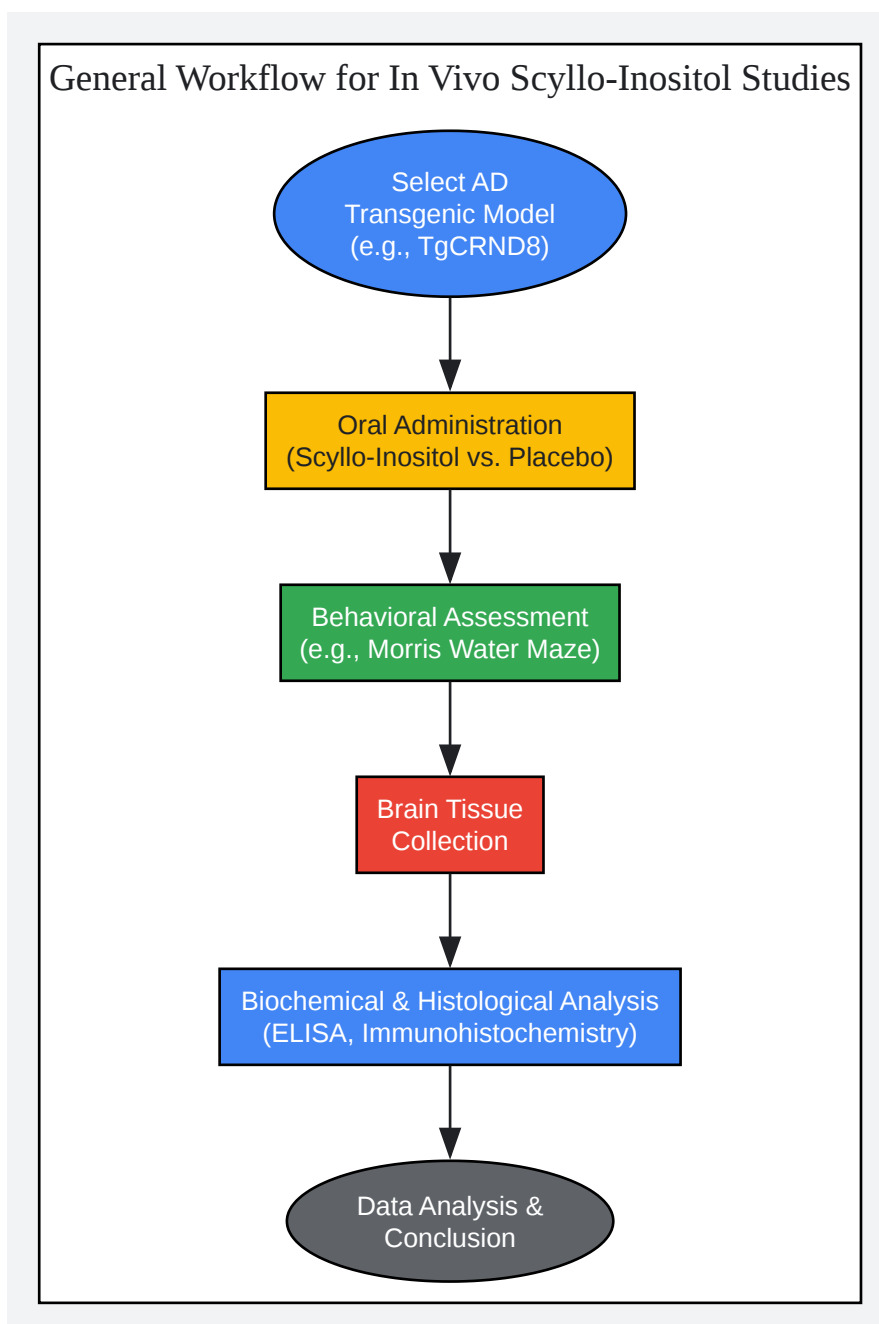 General Workflow for In Vivo Scyllo-Inositol Studies
Select AD
Transgenic Model
(e.g., TgCRND8)
Oral Administration
(Scyllo-Inositol vs. Placebo)
Behavioral Assessment
(e.g., Morris Water Maze)
Brain Tissue
Collection
Biochemical & Histological Analysis
(ELISA, Immunohistochemistry)
Data Analysis &
Conclusion